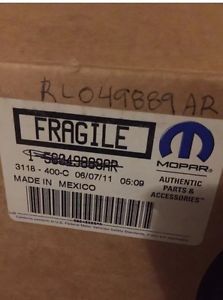 RL049889AR
FRAGILE
MOPAR
3118 - 400-C 06/07/11 05:09
MADE IN MEXICO
AUTHENTIC
PARTS &
ACCESSORIES